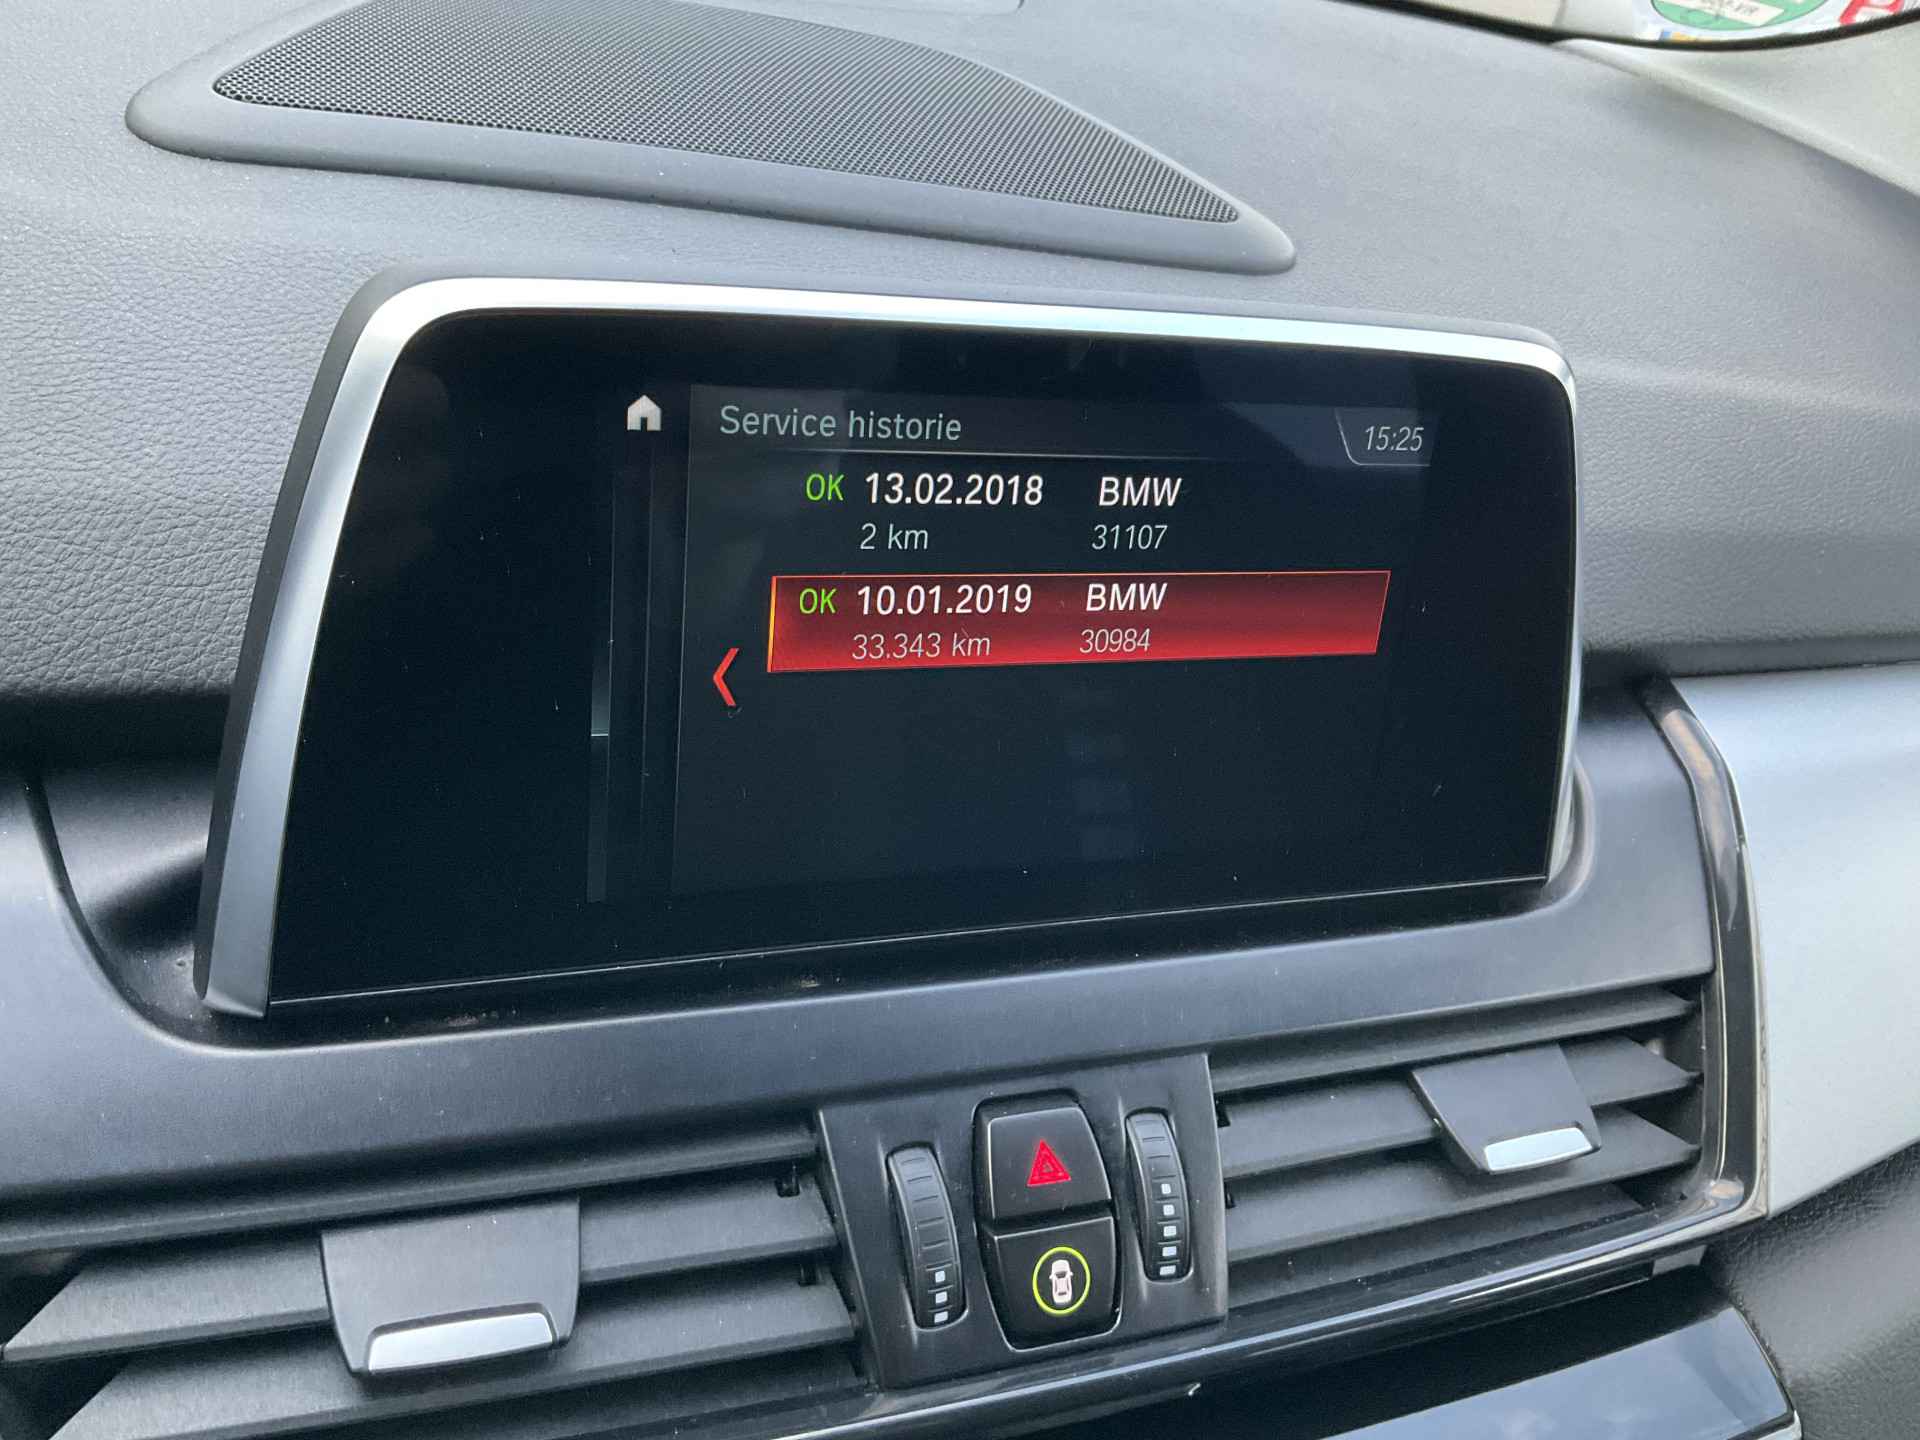 Service historie
15:25
OK 13.02.2018 BMW
2 km 31107
OK 10.01.2019 BMW
33.343 km 30984